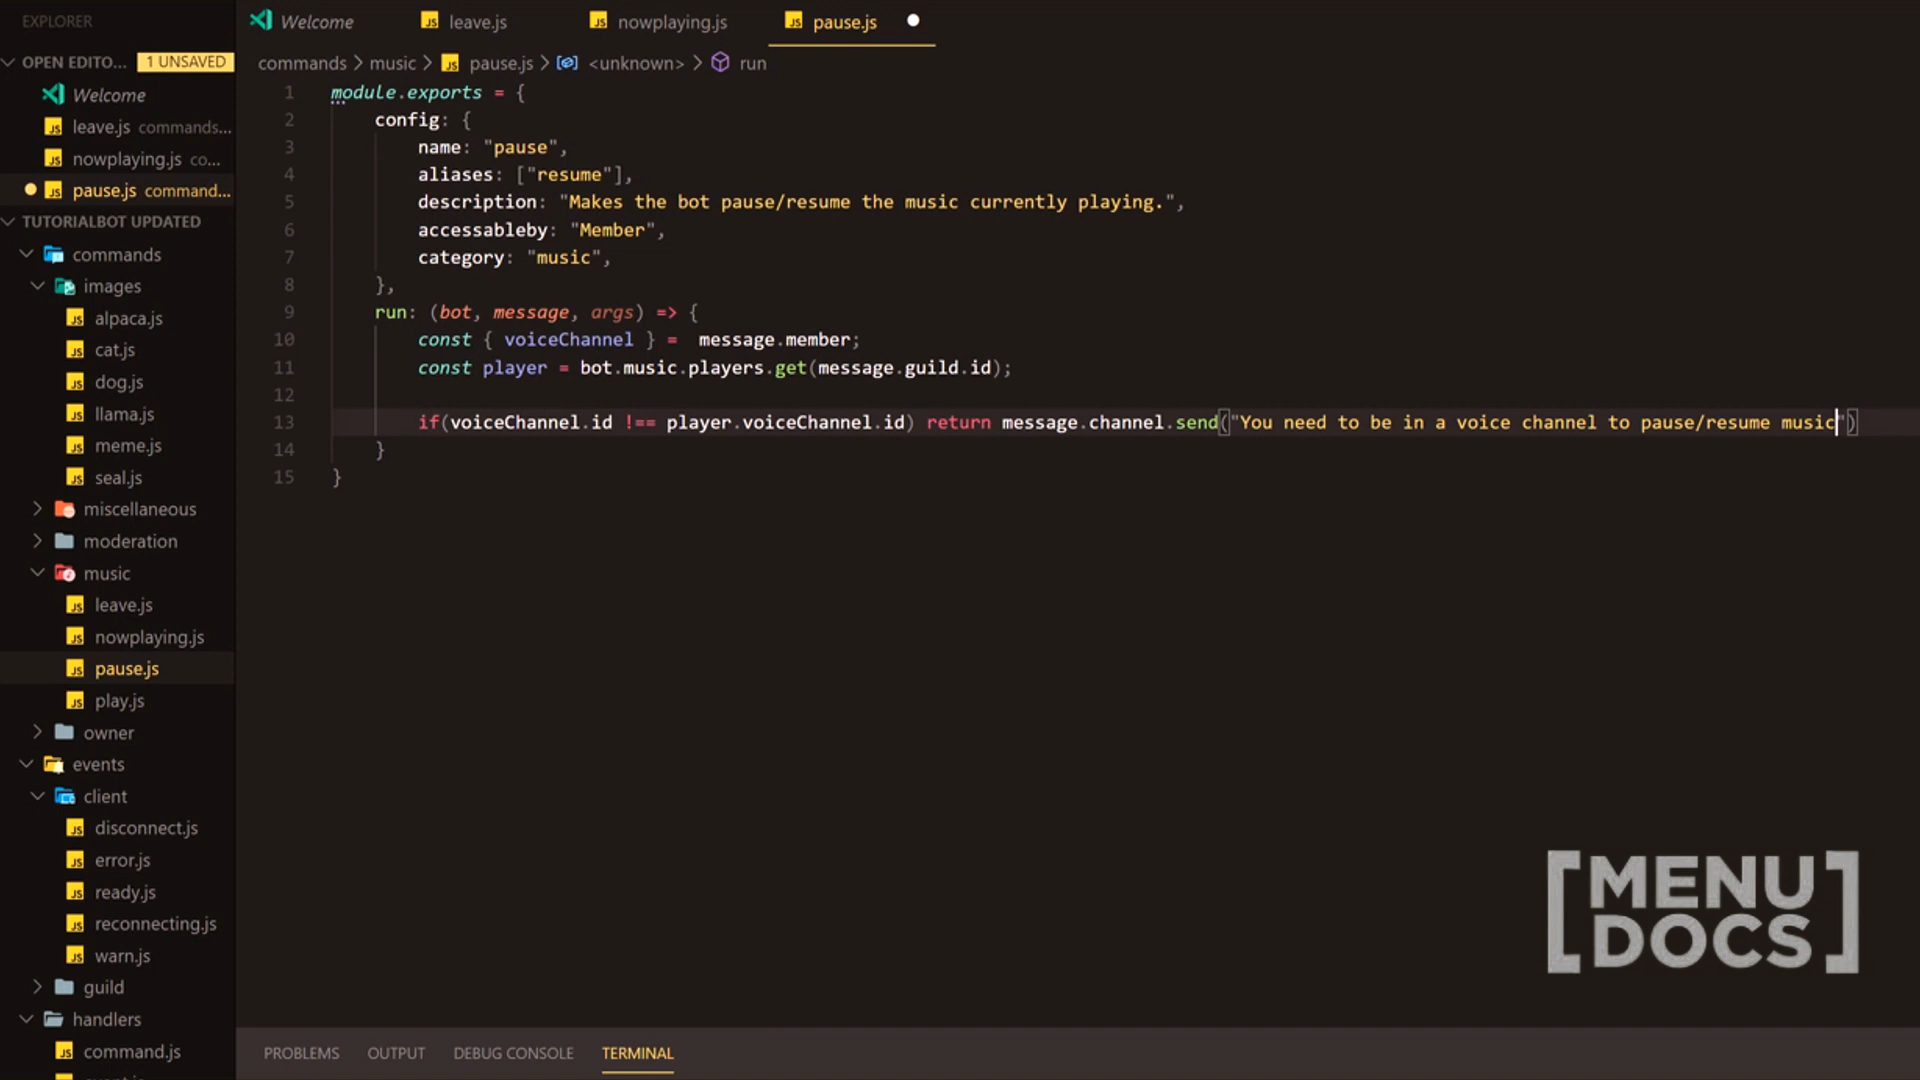 EXPLORER
OPEN EDITO... 1 UNSAVED
Welcome
leave.js commands...
nowplaying.js co...
pause.js command...
TUTORIALBOT UPDATED
commands
images
alpaca.js
cat.js
dog.js
llama.js
meme.js
seal.js
miscellaneous
moderation
music
leave.js
nowplaying.js
pause.js
play.js
owner
events
client
disconnect.js
error.js
ready.js
reconnecting.js
warn.js
guild
handlers
command.js
Welcome leave.js nowplaying.js pause.js
commands > music > pause.js > <unknown> > run
1 module.exports = {
2 config: {
3 name: "pause",
4 aliases: ["resume"],
5 description: "Makes the bot pause/resume the music currently playing.",
6 accessableby: "Member",
7 category: "music",
8 },
9 run: (bot, message, args) => {
10 const { voiceChannel } =  message.member;
11 const player = bot.music.players.get(message.guild.id);
12
13 if(voiceChannel.id !== player.voiceChannel.id) return message.channel.send("You need to be in a voice channel to pause/resume music")
14 }
15 }
[MENU
DOCS]
PROBLEMS OUTPUT DEBUG CONSOLE TERMINAL